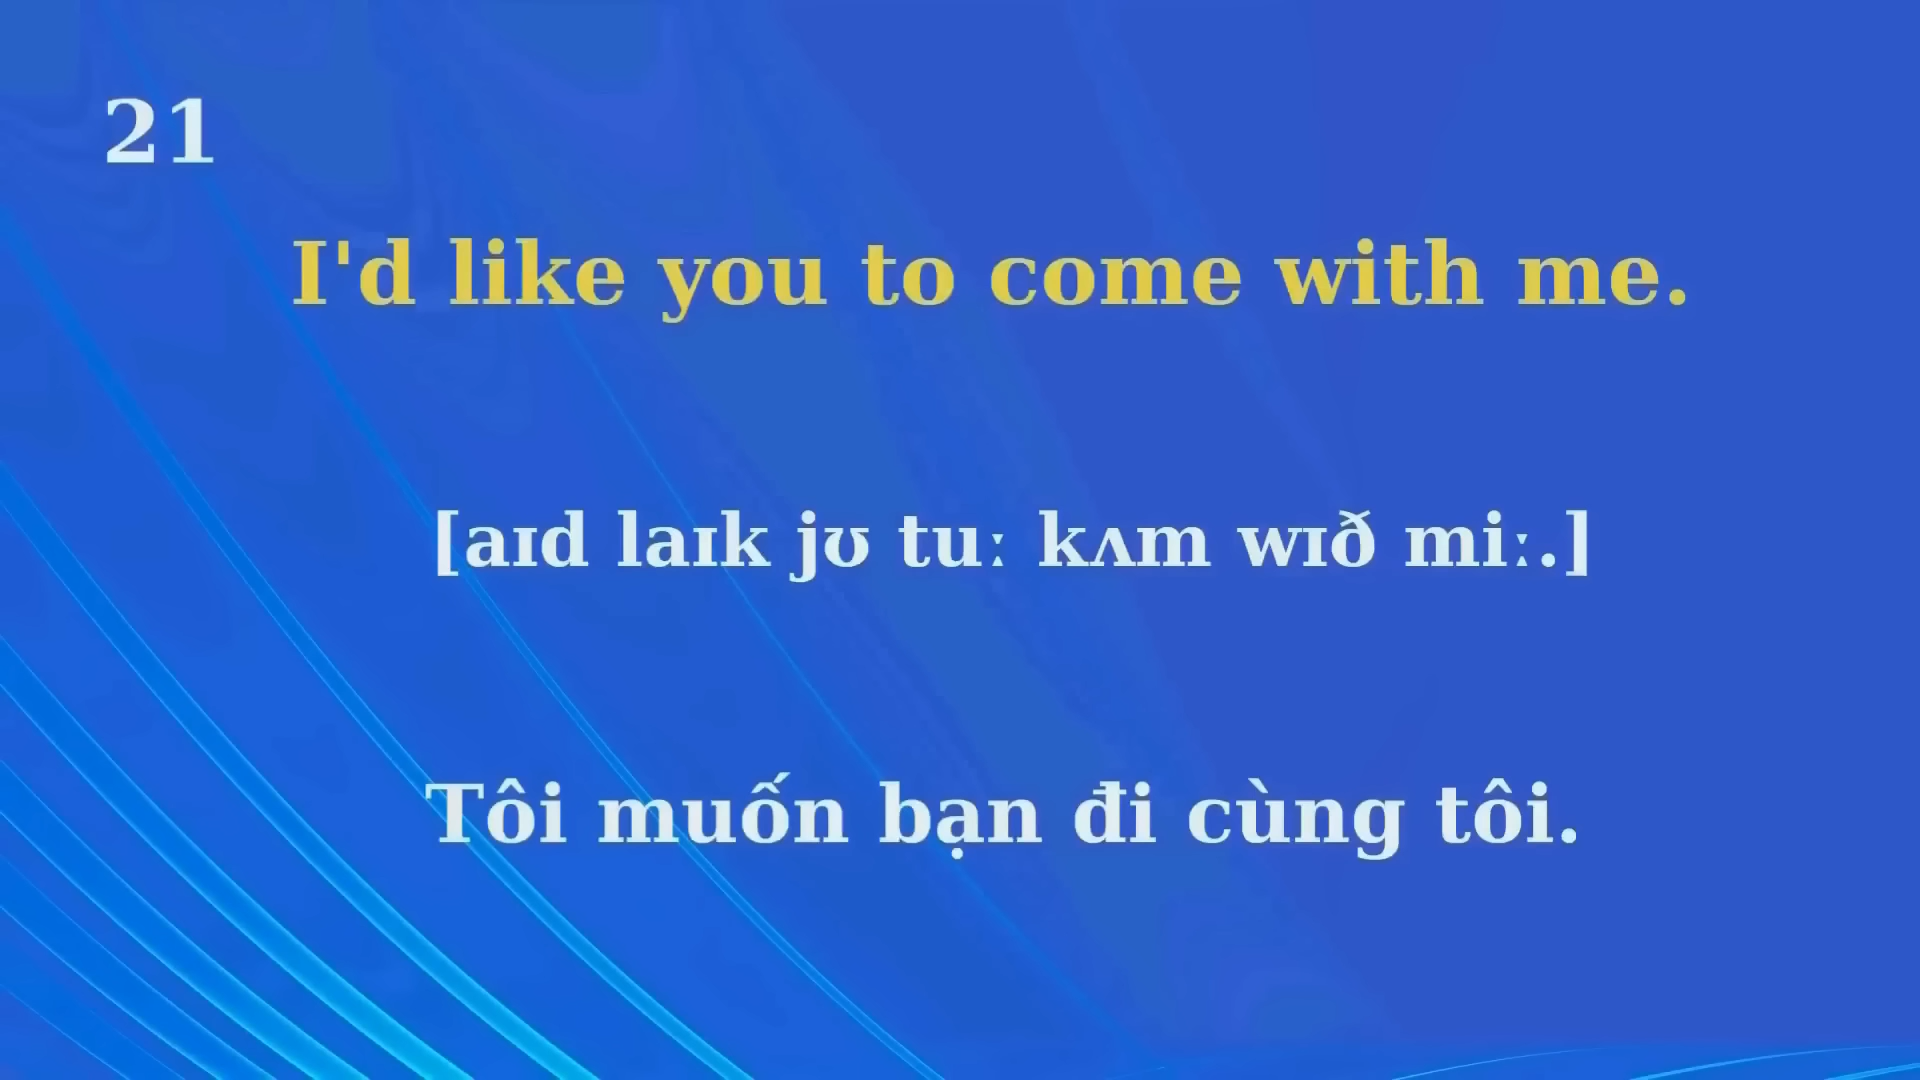 21
I'd like you to come with me.
[aɪd laɪk jʊ tuː kʌm wɪð miː.]
Tôi muốn bạn đi cùng tôi.